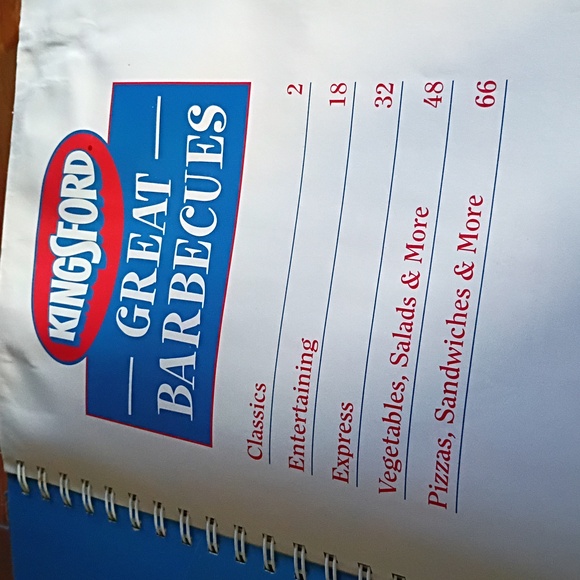 KINGSFORD
GREAT
BARBECUES
Classics 2
Entertaining 18
Express 32
Vegetables, Salads & More 48
Pizzas, Sandwiches & More 66